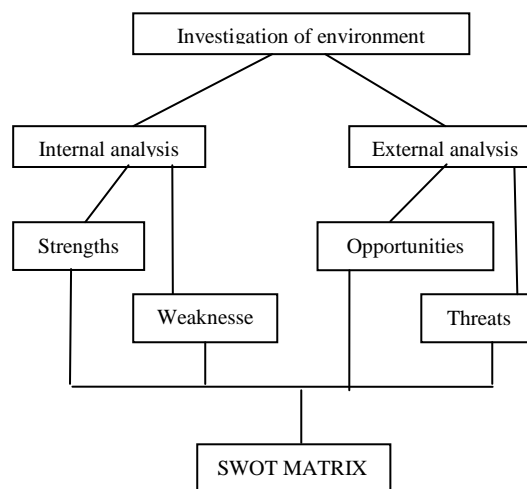 Investigation of environment
Internal analysis
External analysis
Strengths
Opportunities
Weaknesse
Threats
SWOT MATRIX